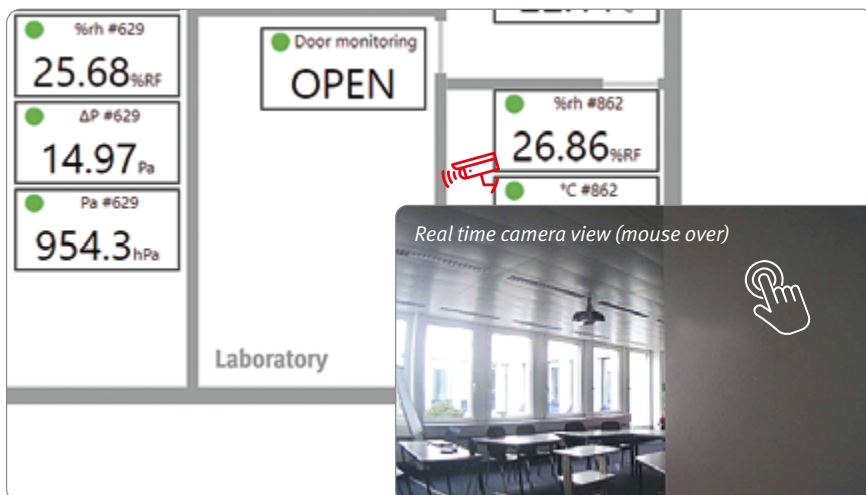 %rh #629
25.68%RF
ΔP #629
14.97Pa
Pa #629
954.3hPa
Door monitoring
OPEN
%rh #862
26.86%RF
°C #862
Real time camera view (mouse over)
Laboratory